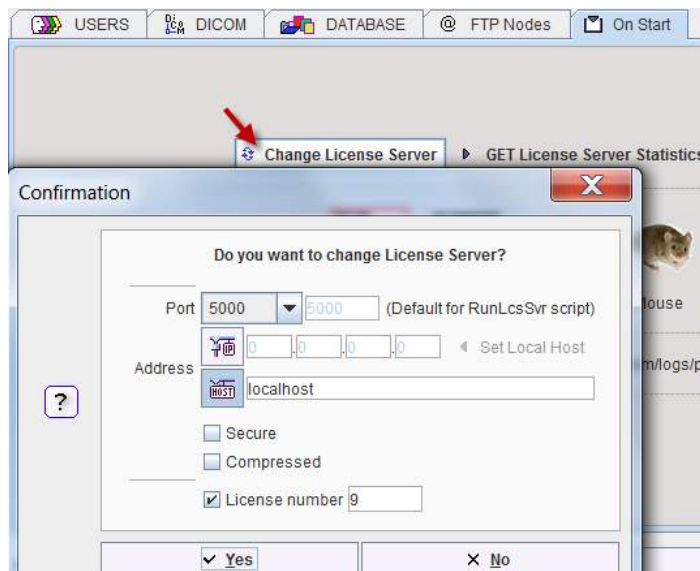 USERS DICOM DATABASE @ FTP Nodes On Start
Change License Server GET License Server Statistics
Confirmation X
Do you want to change License Server?
Port 5000 5000 (Default for RunLcsSvr script)
IP 0 .0 .0 .0 Set Local Host
Address
HOST localhost
? Secure
Compressed
License number 9
Yes No
m/logs/p